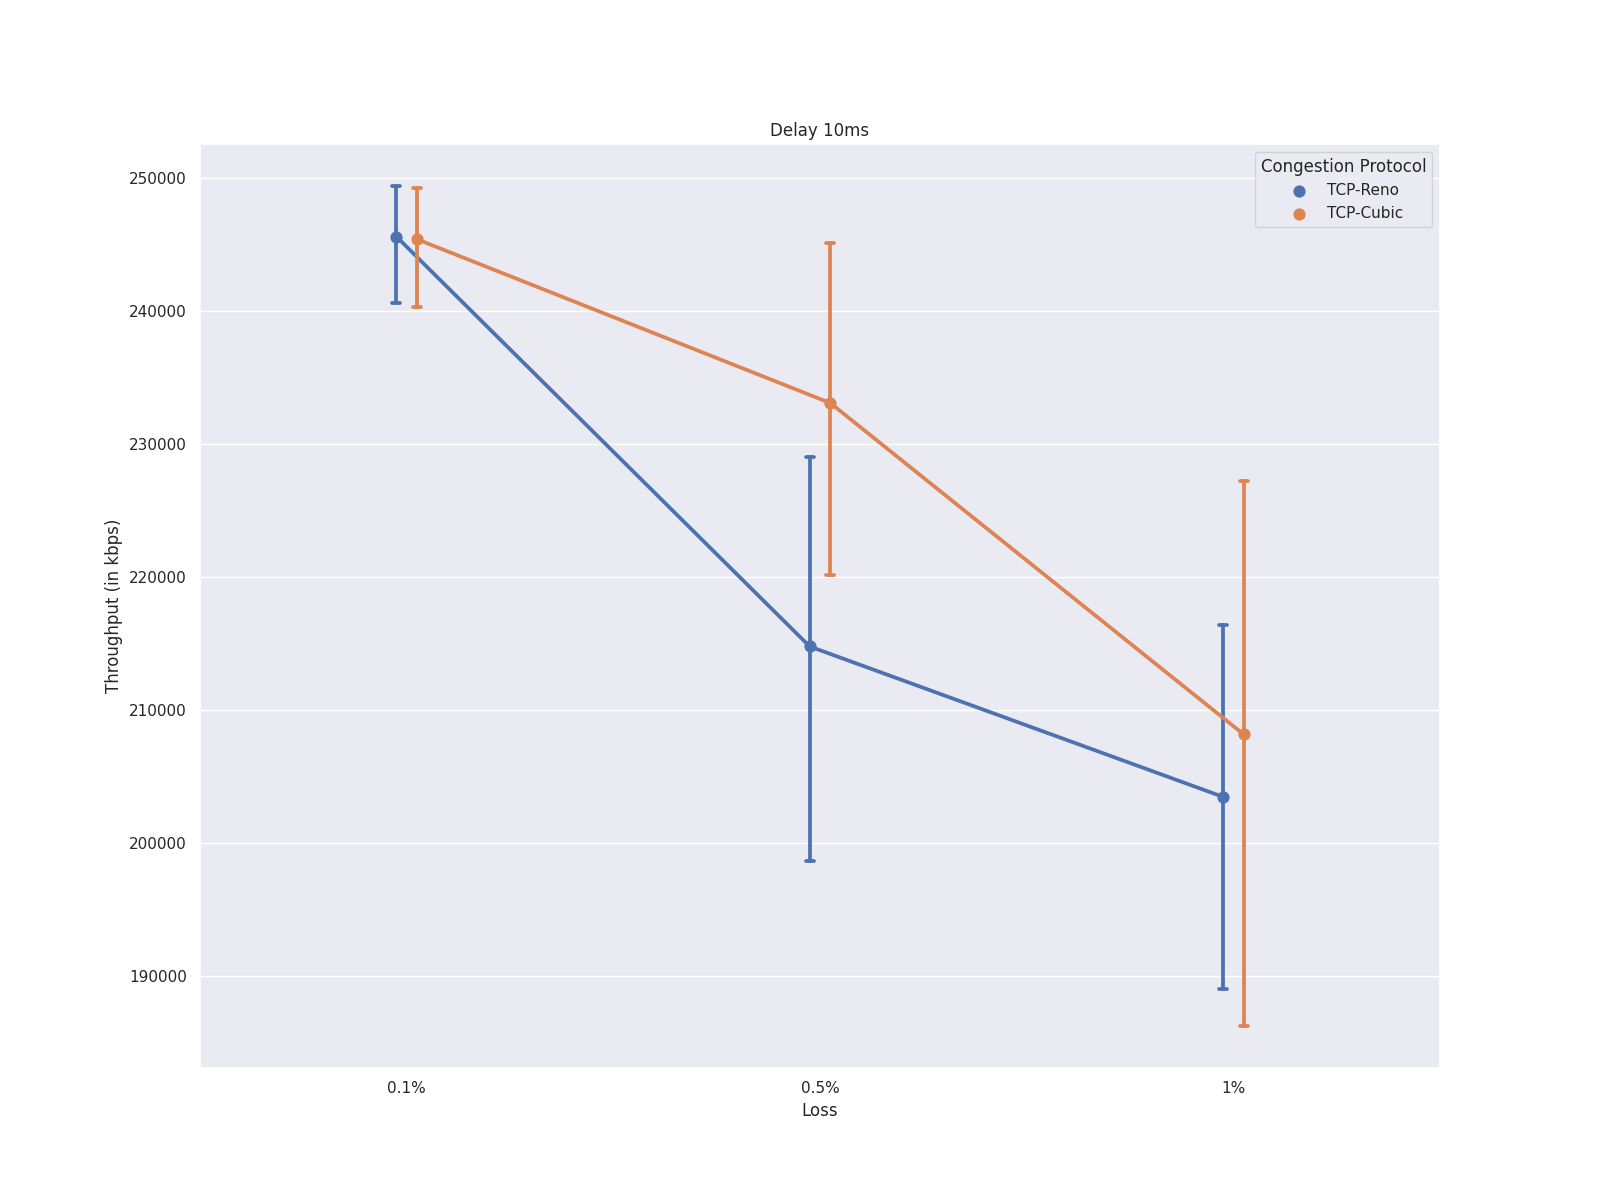 Delay 10ms
Congestion Protocol
TCP-Reno
TCP-Cubic
250000
240000
230000
220000
210000
200000
190000
Throughput (in kbps)
0.1%
0.5%
1%
Loss